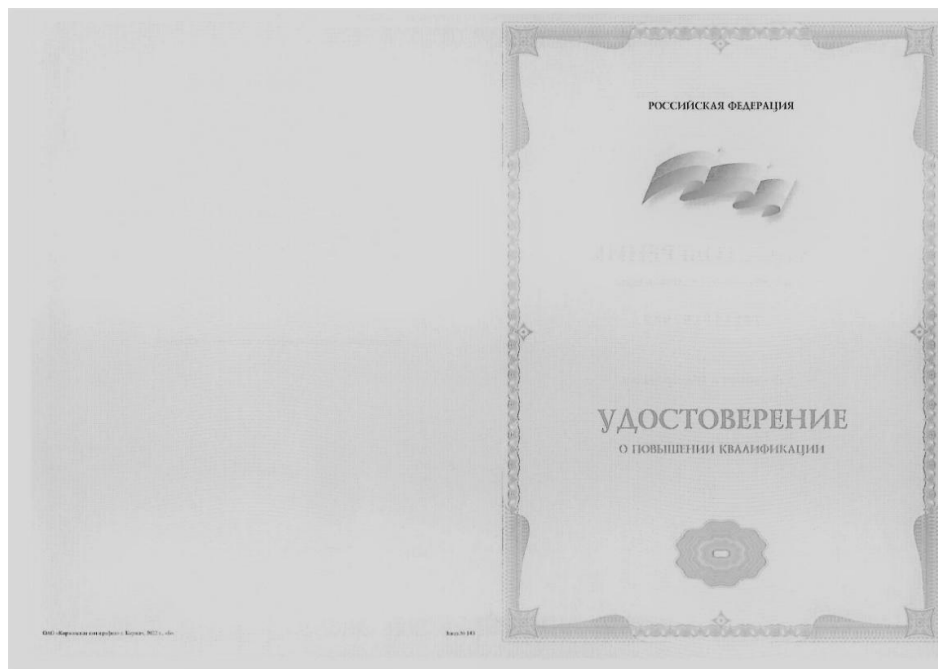 РОССИЙСКАЯ ФЕДЕРАЦИЯ
УДОСТОВЕРЕНИЕ
О ПОВЫШЕНИИ КВАЛИФИКАЦИИ